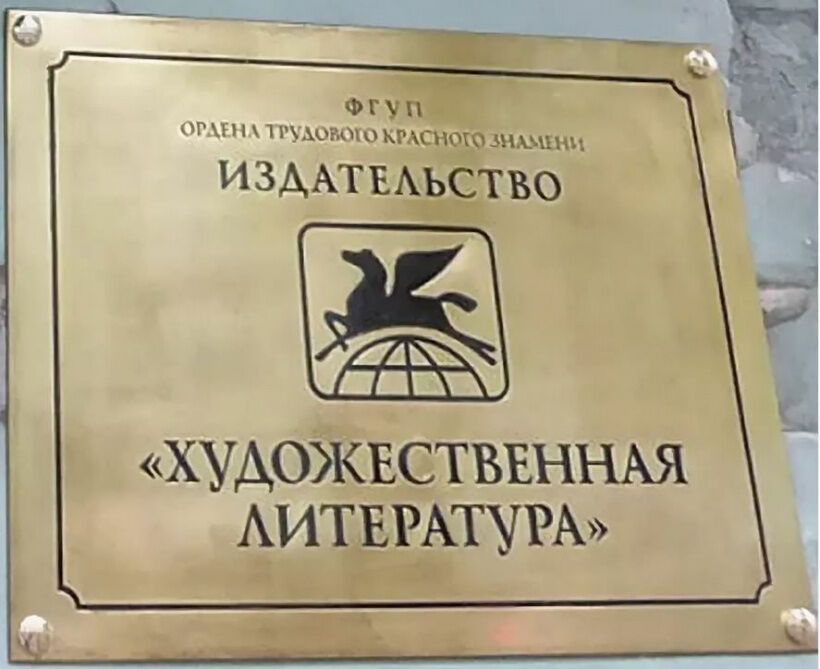 ФГУП
ОРДЕНА ТРУДОВОГО КРАСНОГО ЗНАМЕНИ
ИЗДАТЕЛЬСТВО
«ХУДОЖЕСТВЕННАЯ
ЛИТЕРАТУРА»